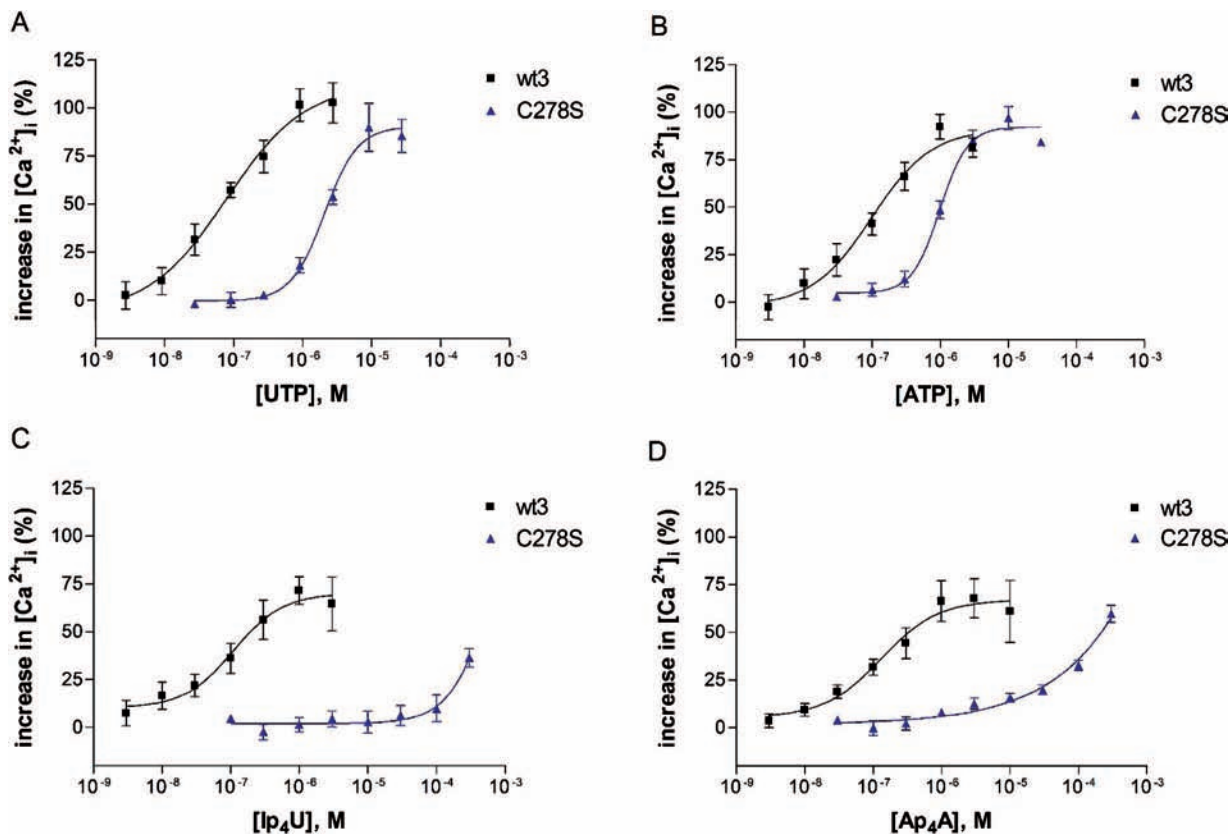 A
increase in [Ca²⁺]ᵢ (%)
125
100
75
50
25
0
10⁻⁹ 10⁻⁸ 10⁻⁷ 10⁻⁶ 10⁻⁵ 10⁻⁴ 10⁻³
[UTP], M
wt3
C278S
B
increase in [Ca²⁺]ᵢ (%)
125
100
75
50
25
0
10⁻⁹ 10⁻⁸ 10⁻⁷ 10⁻⁶ 10⁻⁵ 10⁻⁴ 10⁻³
[ATP], M
wt3
C278S
C
increase in [Ca²⁺]ᵢ (%)
125
100
75
50
25
0
10⁻⁹ 10⁻⁸ 10⁻⁷ 10⁻⁶ 10⁻⁵ 10⁻⁴ 10⁻³
[Ip₄U], M
wt3
C278S
D
increase in [Ca²⁺]ᵢ (%)
125
100
75
50
25
0
10⁻⁹ 10⁻⁸ 10⁻⁷ 10⁻⁶ 10⁻⁵ 10⁻⁴ 10⁻³
[Ap₄A], M
wt3
C278S